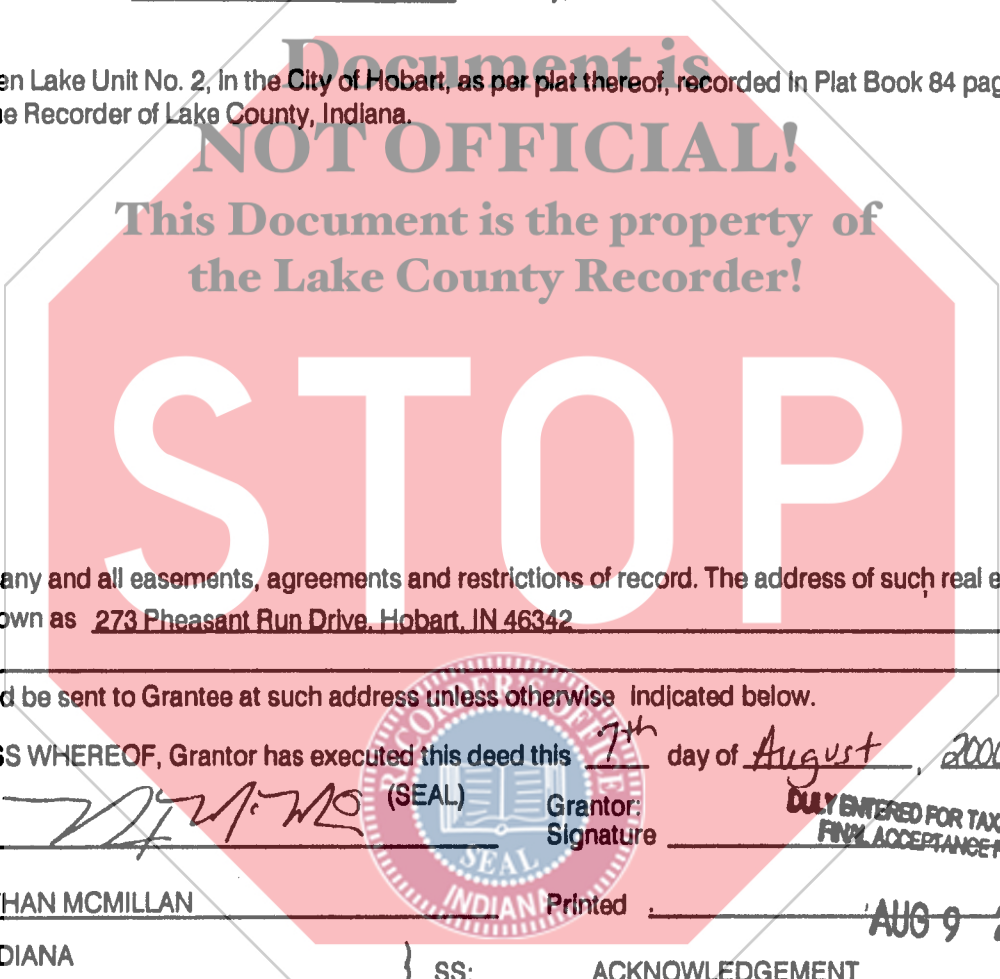 Document is
en Lake Unit No. 2, in the City of Hobart, as per plat thereof, recorded in Plat Book 84 pag
e Recorder of Lake County, Indiana.
NOT OFFICIAL!
This Document is the property of
the Lake County Recorder!
STOP
any and all easements, agreements and restrictions of record. The address of such real e
own as 273 Pheasant Run Drive, Hobart, IN 46342
d be sent to Grantee at such address unless otherwise indicated below.
SS WHEREOF, Grantor has executed this deed this 7th day of August, 200
(SEAL) Grantor:
Signature
DULY ENTERED FOR TAX
FINAL ACCEPTANCE F
RECORDER'S OFFICE
SEAL
INDIANA
HAN MCMILLAN Printed
AUG 9 2
DIANA
SS: ACKNOWLEDGEMENT